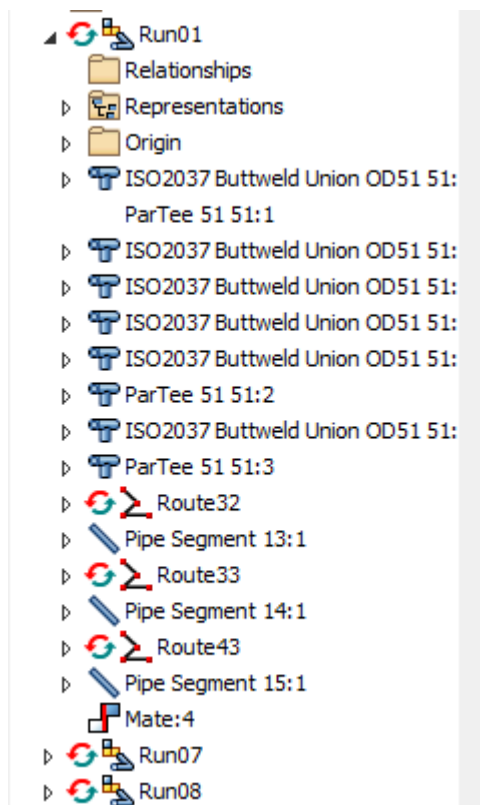 Run01
Relationships
Representations
Origin
ISO2037 Buttweld Union OD51 51:
ParTee 51 51:1
ISO2037 Buttweld Union OD51 51:
ISO2037 Buttweld Union OD51 51:
ISO2037 Buttweld Union OD51 51:
ISO2037 Buttweld Union OD51 51:
ParTee 51 51:2
ISO2037 Buttweld Union OD51 51:
ParTee 51 51:3
Route32
Pipe Segment 13:1
Route33
Pipe Segment 14:1
Route43
Pipe Segment 15:1
Mate:4
Run07
Run08